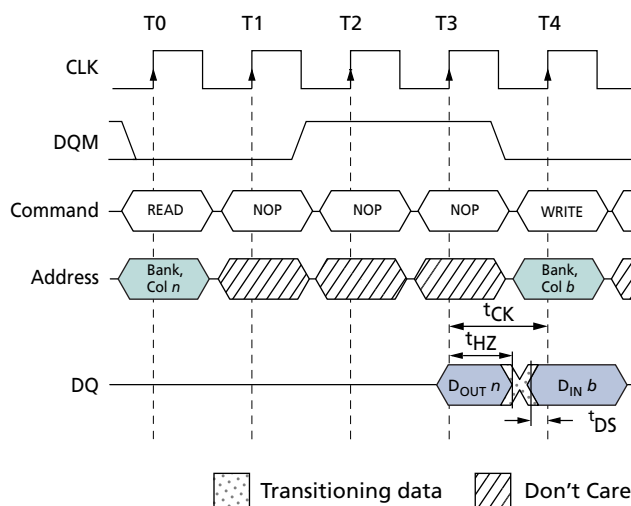 T0 T1 T2 T3 T4
CLK
DQM
Command READ NOP NOP NOP WRITE
Address Bank, Col n Bank, Col b
tCK
tHZ
DQ DOUT n DIN b
tDS
Transitioning data Don't Care